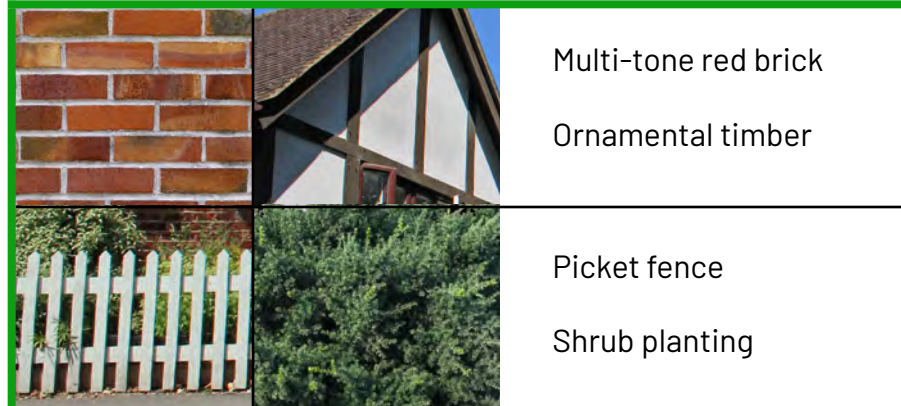 Multi-tone red brick
Ornamental timber
Picket fence
Shrub planting